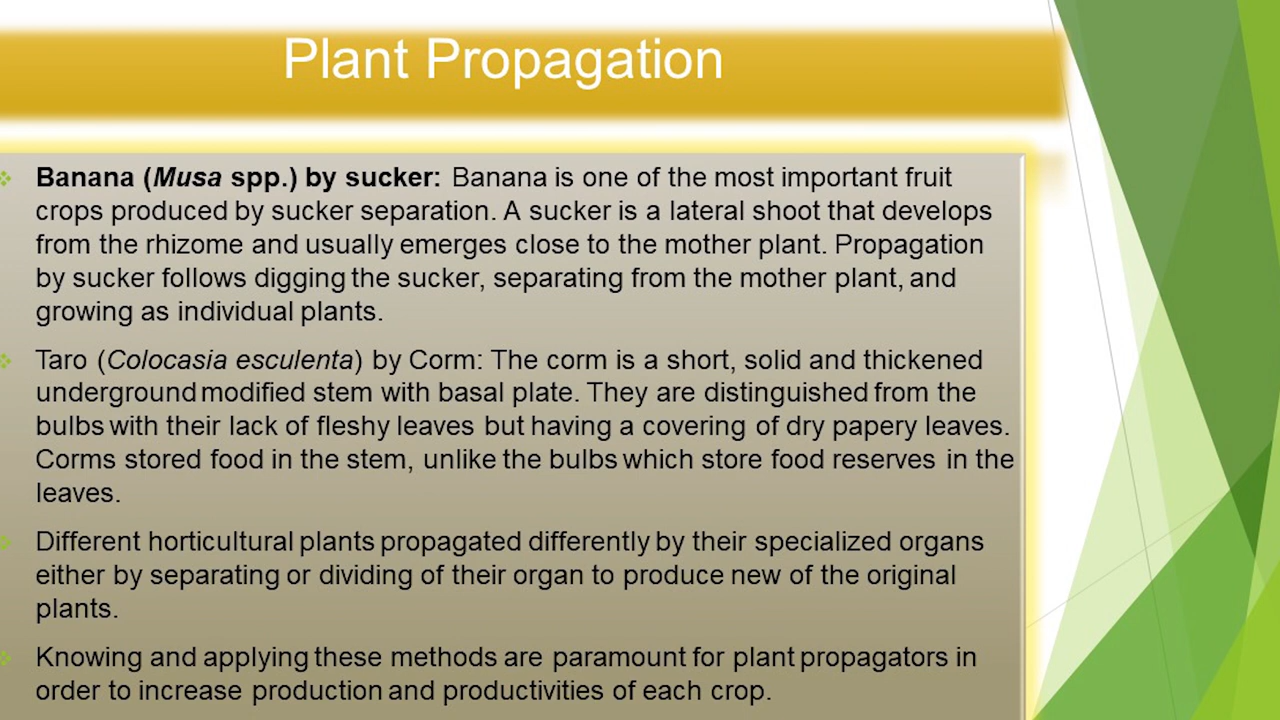 Plant Propagation
Banana (Musa spp.) by sucker: Banana is one of the most important fruit
crops produced by sucker separation. A sucker is a lateral shoot that develops
from the rhizome and usually emerges close to the mother plant. Propagation
by sucker follows digging the sucker, separating from the mother plant, and
growing as individual plants.
Taro (Colocasia esculenta) by Corm: The corm is a short, solid and thickened
underground modified stem with basal plate. They are distinguished from the
bulbs with their lack of fleshy leaves but having a covering of dry papery leaves.
Corms stored food in the stem, unlike the bulbs which store food reserves in the
leaves.
Different horticultural plants propagated differently by their specialized organs
either by separating or dividing of their organ to produce new of the original
plants.
Knowing and applying these methods are paramount for plant propagators in
order to increase production and productivities of each crop.